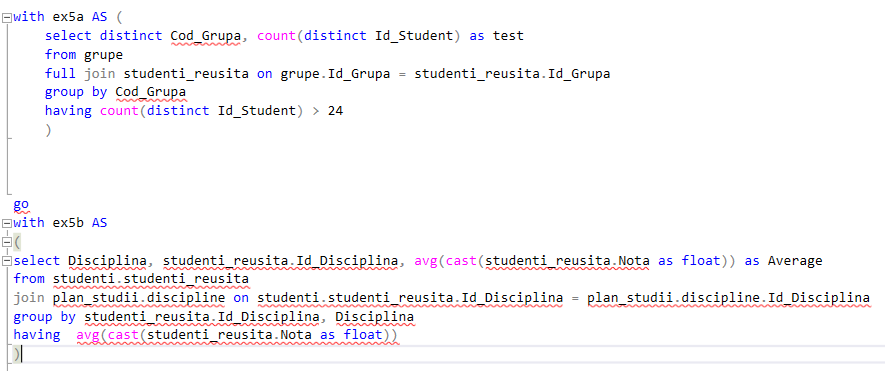 with ex5a AS (
select distinct Cod_Grupa, count(distinct Id_Student) as test
from grupe
full join studenti_reusita on grupe.Id_Grupa = studenti_reusita.Id_Grupa
group by Cod_Grupa
having count(distinct Id_Student) > 24
)
go
with ex5b AS
(
select Disciplina, studenti_reusita.Id_Disciplina, avg(cast(studenti_reusita.Nota as float)) as Average
from studenti.studenti_reusita
join plan_studii.discipline on studenti.studenti_reusita.Id_Disciplina = plan_studii.discipline.Id_Disciplina
group by studenti_reusita.Id_Disciplina, Disciplina
having  avg(cast(studenti_reusita.Nota as float))
)